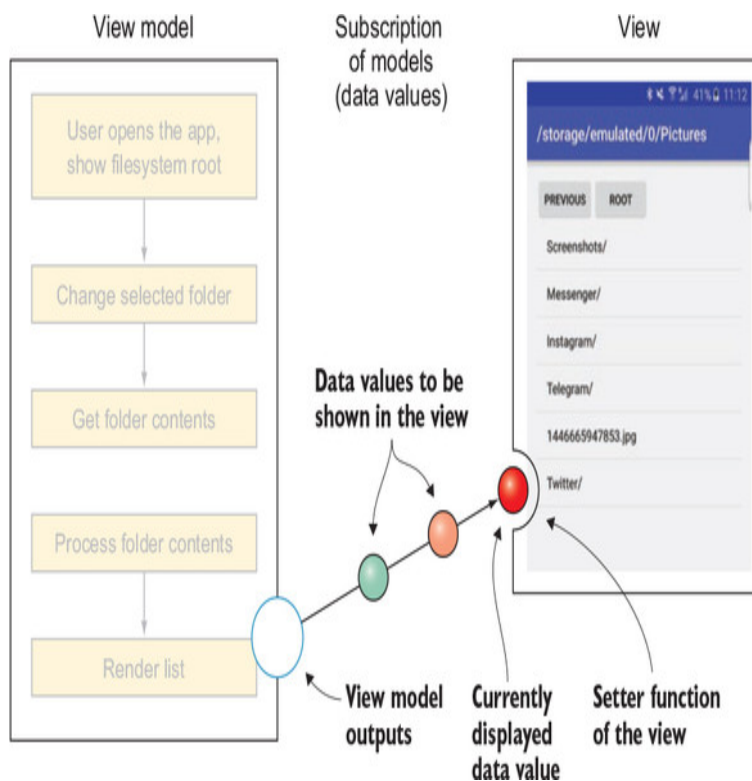 View model
Subscription
of models
(data values)
View
User opens the app,
show filesystem root
Change selected folder
Get folder contents
Process folder contents
Render list
Data values to be
shown in the view
View model
outputs
Currently
displayed
data value
Setter function
of the view
41% 11:12
/storage/emulated/0/Pictures
PREVIOUS ROOT
Screenshots/
Messenger/
Instagram/
Telegram/
1446665947853.jpg
Twitter/